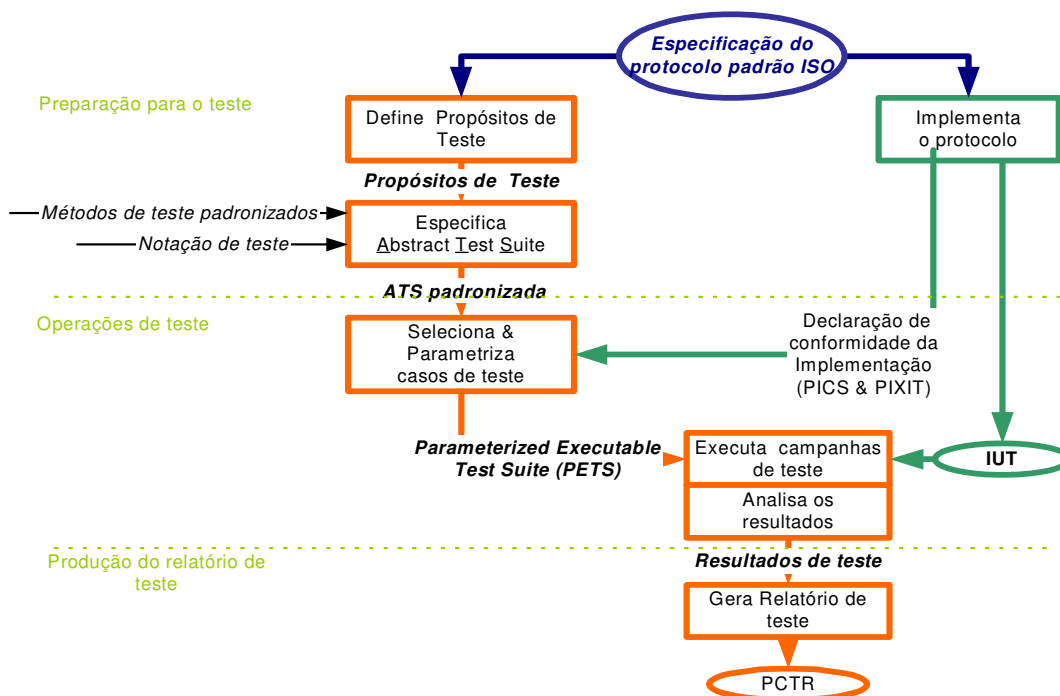 Especificação do
protocolo padrão ISO
Preparação para o teste
Define Propósitos de
Teste
Implementa
o protocolo
Propósitos de Teste
Métodos de teste padronizados
Notação de teste
Especifica
Abstract Test Suite
ATS padronizada
Operações de teste
Seleciona &
Parametriza
casos de teste
Declaração de
conformidade da
Implementação
(PICS & PIXIT)
Parameterized Executable
Test Suite (PETS)
Executa campanhas
de teste
IUT
Analisa os
resultados
Produção do relatório de
teste
Resultados de teste
Gera Relatório de
teste
PCTR